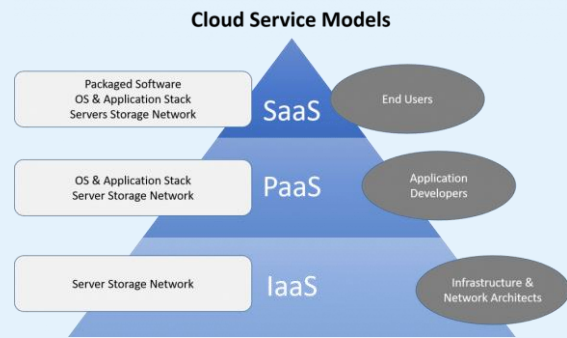 Cloud Service Models
Packaged Software
OS & Application Stack
Servers Storage Network
SaaS
End Users
OS & Application Stack
Server Storage Network
PaaS
Application
Developers
Server Storage Network
IaaS
Infrastructure &
Network Architects